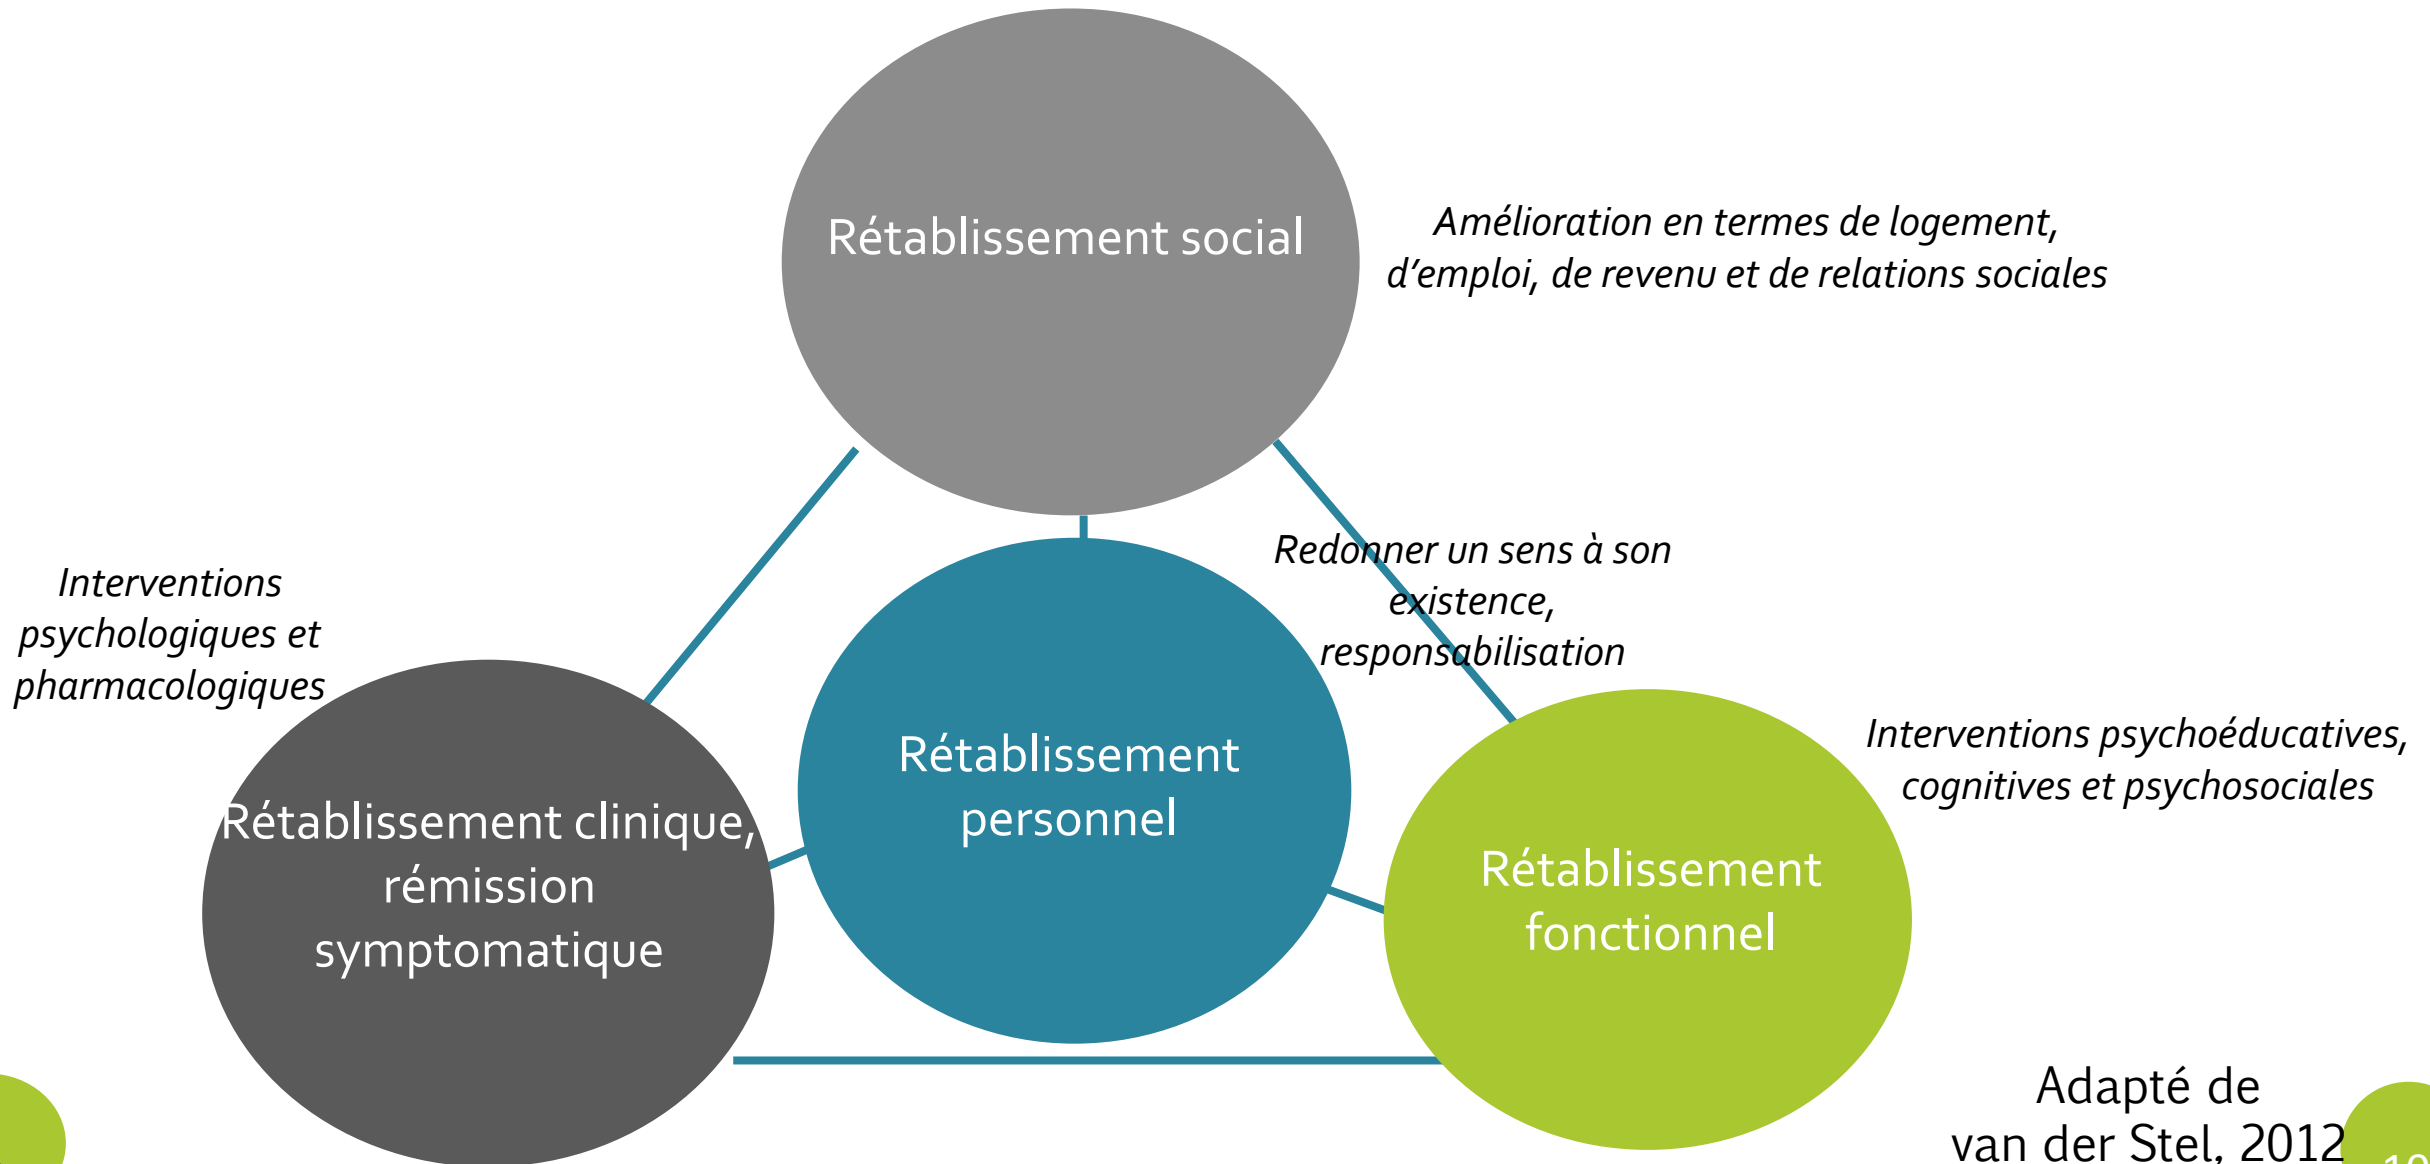 Rétablissement social
Amélioration en termes de logement,
d’emploi, de revenu et de relations sociales
Redonner un sens à son
existence,
responsabilisation
Interventions
psychologiques et
pharmacologiques
Rétablissement
personnel
Interventions psychoéducatives,
cognitives et psychosociales
Rétablissement clinique,
rémission
symptomatique
Rétablissement
fonctionnel
Adapté de
van der Stel, 2012